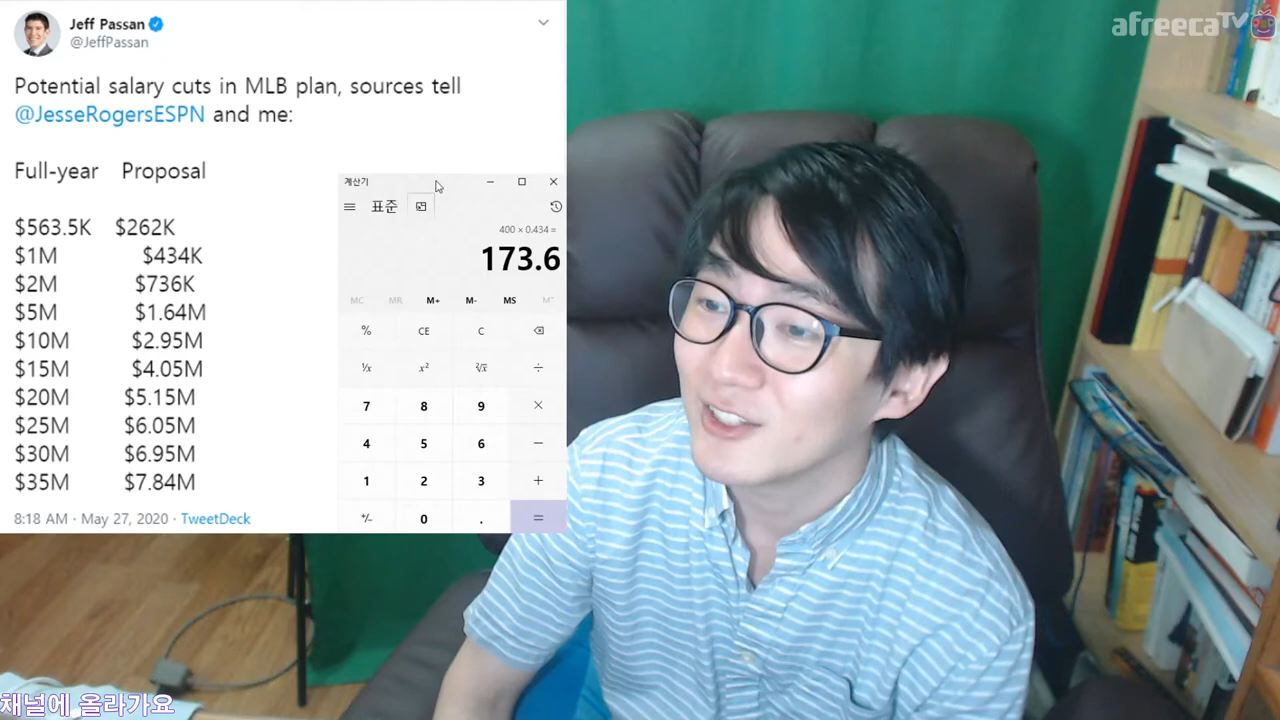 Jeff Passan
@JeffPassan
Potential salary cuts in MLB plan, sources tell
@JesseRogersESPN and me:
Full-year Proposal
$563.5K $262K
$1M $434K
$2M $736K
$5M $1.64M
$10M $2.95M
$15M $4.05M
$20M $5.15M
$25M $6.05M
$30M $6.95M
$35M $7.84M
8:18 AM · May 27, 2020 · TweetDeck
계산기
표준
400 × 0.434 =
173.6
MC MR M+ M- MS M˅
% CE C
¹/x x² ²√x ÷
7 8 9 ×
4 5 6 −
1 2 3 +
+/− 0 . =
afreecaTV
채널에 올라가요